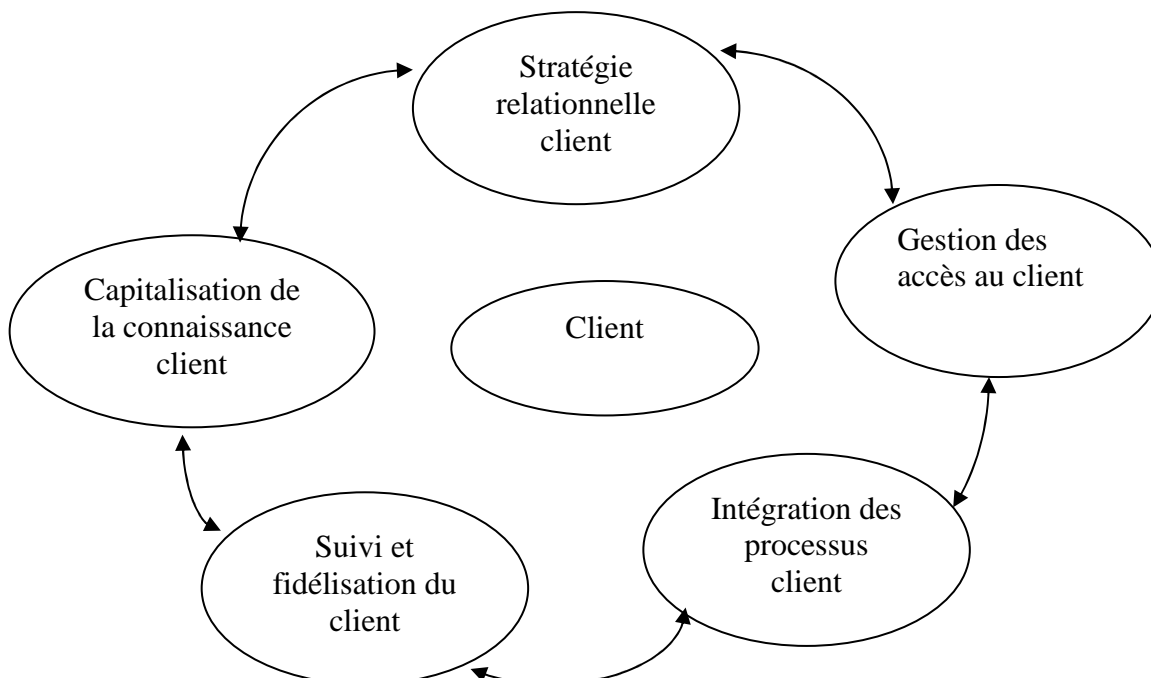 Stratégie
relationnelle
client
Gestion des
accès au client
Capitalisation de
la connaissance
client
Client
Intégration des
processus
client
Suivi et
fidélisation du
client